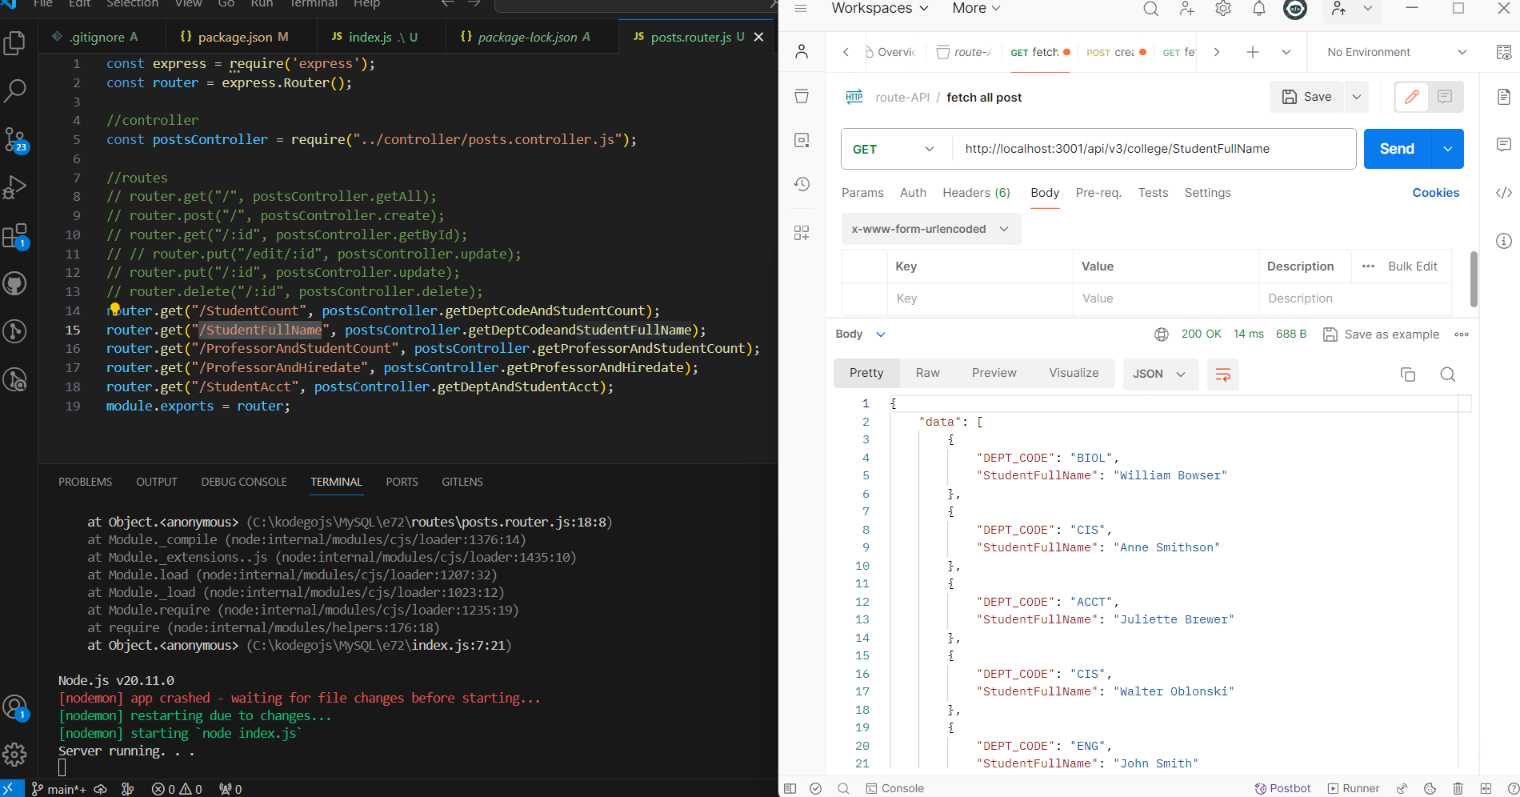 File Edit Selection View Go Run Terminal Help
.gitignore A
{} package.json M
JS index.js .\ U
{} package-lock.json A
JS posts.router.js U
1 const express = require('express');
2 const router = express.Router();
3
4 //controller
5 const postsController = require("../controller/posts.controller.js");
6
7 //routes
8 // router.get("/", postsController.getAll);
9 // router.post("/", postsController.create);
10 // router.get("/:id", postsController.getById);
11 // // router.put("/edit/:id", postsController.update);
12 // router.put("/:id", postsController.update);
13 // router.delete("/:id", postsController.delete);
14 router.get("/StudentCount", postsController.getDeptCodeAndStudentCount);
15 router.get("/StudentFullName", postsController.getDeptCodeandStudentFullName);
16 router.get("/ProfessorAndStudentCount", postsController.getProfessorAndStudentCount);
17 router.get("/ProfessorAndHiredate", postsController.getProfessorAndHiredate);
18 router.get("/StudentAcct", postsController.getDeptAndStudentAcct);
19 module.exports = router;
23
1
1
PROBLEMS OUTPUT DEBUG CONSOLE TERMINAL PORTS GITLENS
at Object.<anonymous> (C:\kodegojs\MySQL\e72\routes\posts.router.js:18:8)
at Module._compile (node:internal/modules/cjs/loader:1376:14)
at Module._extensions..js (node:internal/modules/cjs/loader:1435:10)
at Module.load (node:internal/modules/cjs/loader:1207:32)
at Module._load (node:internal/modules/cjs/loader:1023:12)
at Module.require (node:internal/modules/cjs/loader:1235:19)
at require (node:internal/modules/helpers:176:18)
at Object.<anonymous> (C:\kodegojs\MySQL\e72\index.js:7:21)
Node.js v20.11.0
[nodemon] app crashed - waiting for file changes before starting...
[nodemon] restarting due to changes...
[nodemon] starting `node index.js`
Server running. . .
main*+ 0 0 0
Workspaces More
Overvi route-A GET fetch POST crea GET fe No Environment
HTTP route-API / fetch all post Save
GET http://localhost:3001/api/v3/college/StudentFullName Send
Params Auth Headers (6) Body Pre-req. Tests Settings Cookies
x-www-form-urlencoded
Key Value Description Bulk Edit
Key Value Description
Body 200 OK 14 ms 688 B Save as example
Pretty Raw Preview Visualize JSON
1 {
2 "data": [
3 {
4 "DEPT_CODE": "BIOL",
5 "StudentFullName": "William Bowser"
6 },
7 {
8 "DEPT_CODE": "CIS",
9 "StudentFullName": "Anne Smithson"
10 },
11 {
12 "DEPT_CODE": "ACCT",
13 "StudentFullName": "Juliette Brewer"
14 },
15 {
16 "DEPT_CODE": "CIS",
17 "StudentFullName": "Walter Oblonski"
18 },
19 {
20 "DEPT_CODE": "ENG",
21 "StudentFullName": "John Smith"
Console Postbot Runner